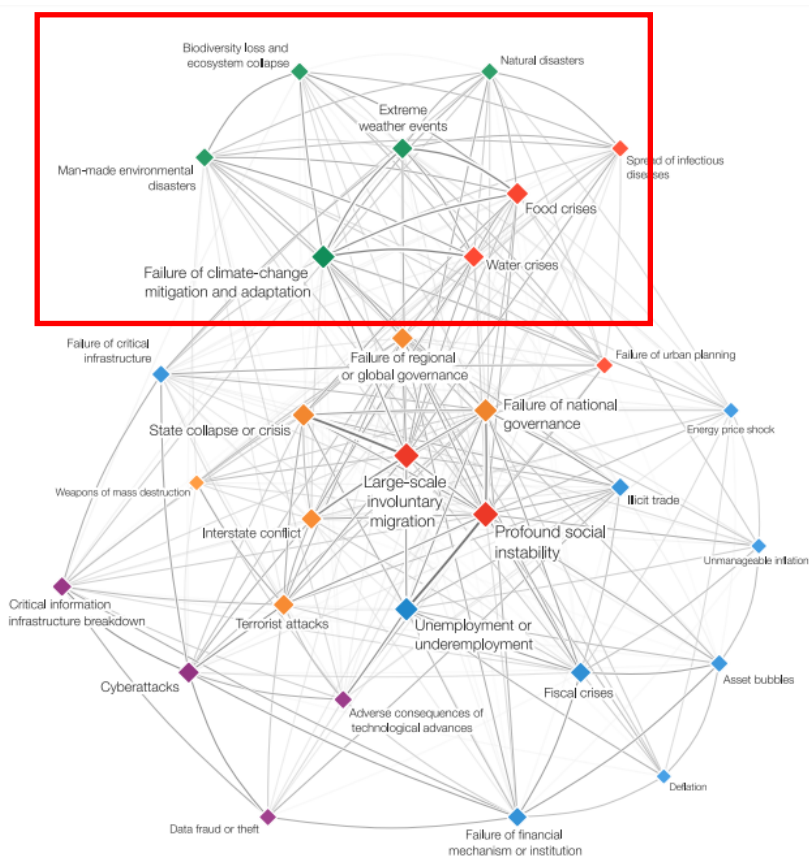 Biodiversity loss and
ecosystem collapse
Natural disasters
Extreme
weather events
Man-made environmental
disasters
Spread of infectious
diseases
Food crises
Water crises
Failure of climate-change
mitigation and adaptation
Failure of critical
infrastructure
Failure of regional
or global governance
Failure of urban planning
State collapse or crisis
Failure of national
governance
Energy price shock
Weapons of mass destruction
Large-scale
involuntary
migration
Illicit trade
Interstate conflict
Profound social
instability
Unmanageable inflation
Critical information
infrastructure breakdown
Terrorist attacks
Unemployment or
underemployment
Cyberattacks
Fiscal crises
Asset bubbles
Adverse consequences of
technological advances
Deflation
Data fraud or theft
Failure of financial
mechanism or institution